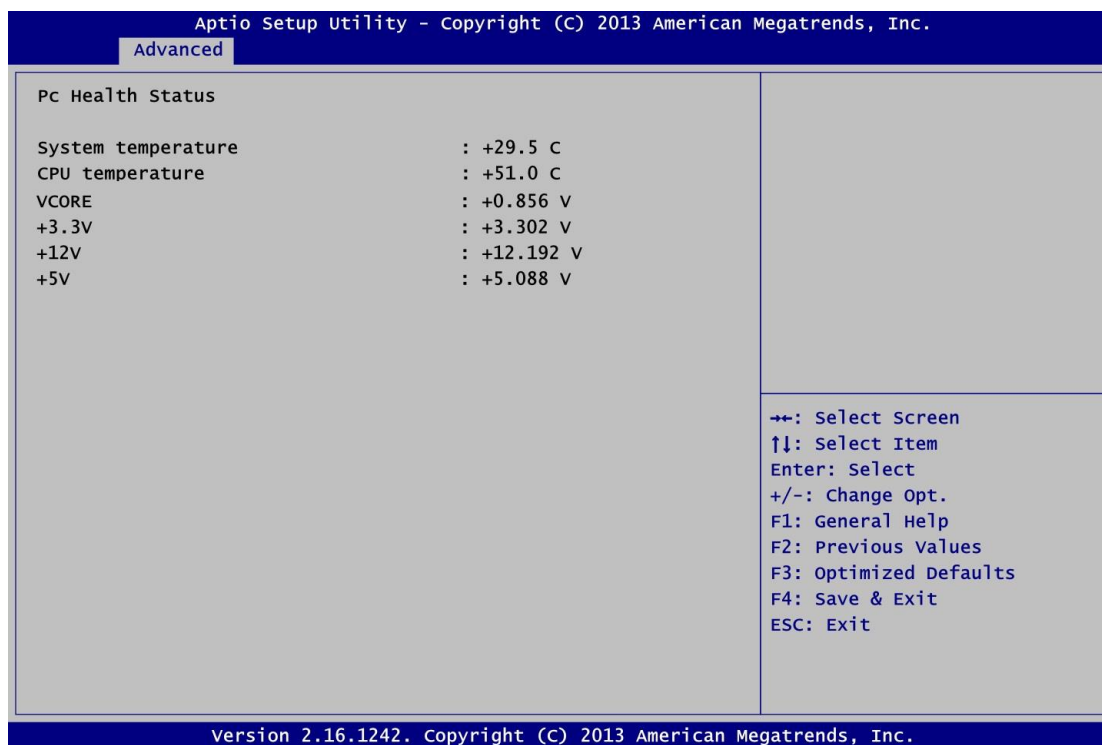 Aptio Setup Utility - Copyright (C) 2013 American Megatrends, Inc.
Advanced
Pc Health Status
System temperature : +29.5 C
CPU temperature : +51.0 C
VCORE : +0.856 V
+3.3V : +3.302 V
+12V : +12.192 V
+5V : +5.088 V
→←: Select Screen
↑↓: Select Item
Enter: Select
+/-: Change Opt.
F1: General Help
F2: Previous Values
F3: Optimized Defaults
F4: Save & Exit
ESC: Exit
Version 2.16.1242. Copyright (C) 2013 American Megatrends, Inc.